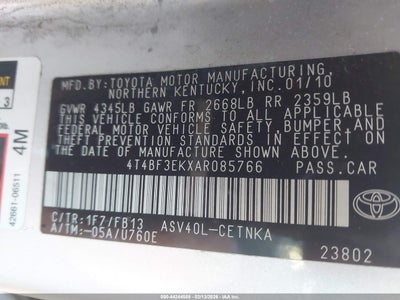 MFD.BY:TOYOTA MOTOR MANUFACTURING,
NORTHERN KENTUCKY,INC.01/10
GVWR 4345LB GAWR FR 2668LB RR 2359LB
THIS VEHICLE CONFORMS TO ALL APPLICABLE
FEDERAL MOTOR VEHICLE SAFETY,BUMPER,AND
THEFT PREVENTION STANDARDS IN EFFECT ON
THE DATE OF MANUFACTURE SHOWN ABOVE.
4T4BF3EKXAR085766 PASS.CAR
C/TR:1F7/FB13 ASV40L-CETNKA
A/TM:-05A/U760E
23802
TOYOTA
3
4M
42661-06511